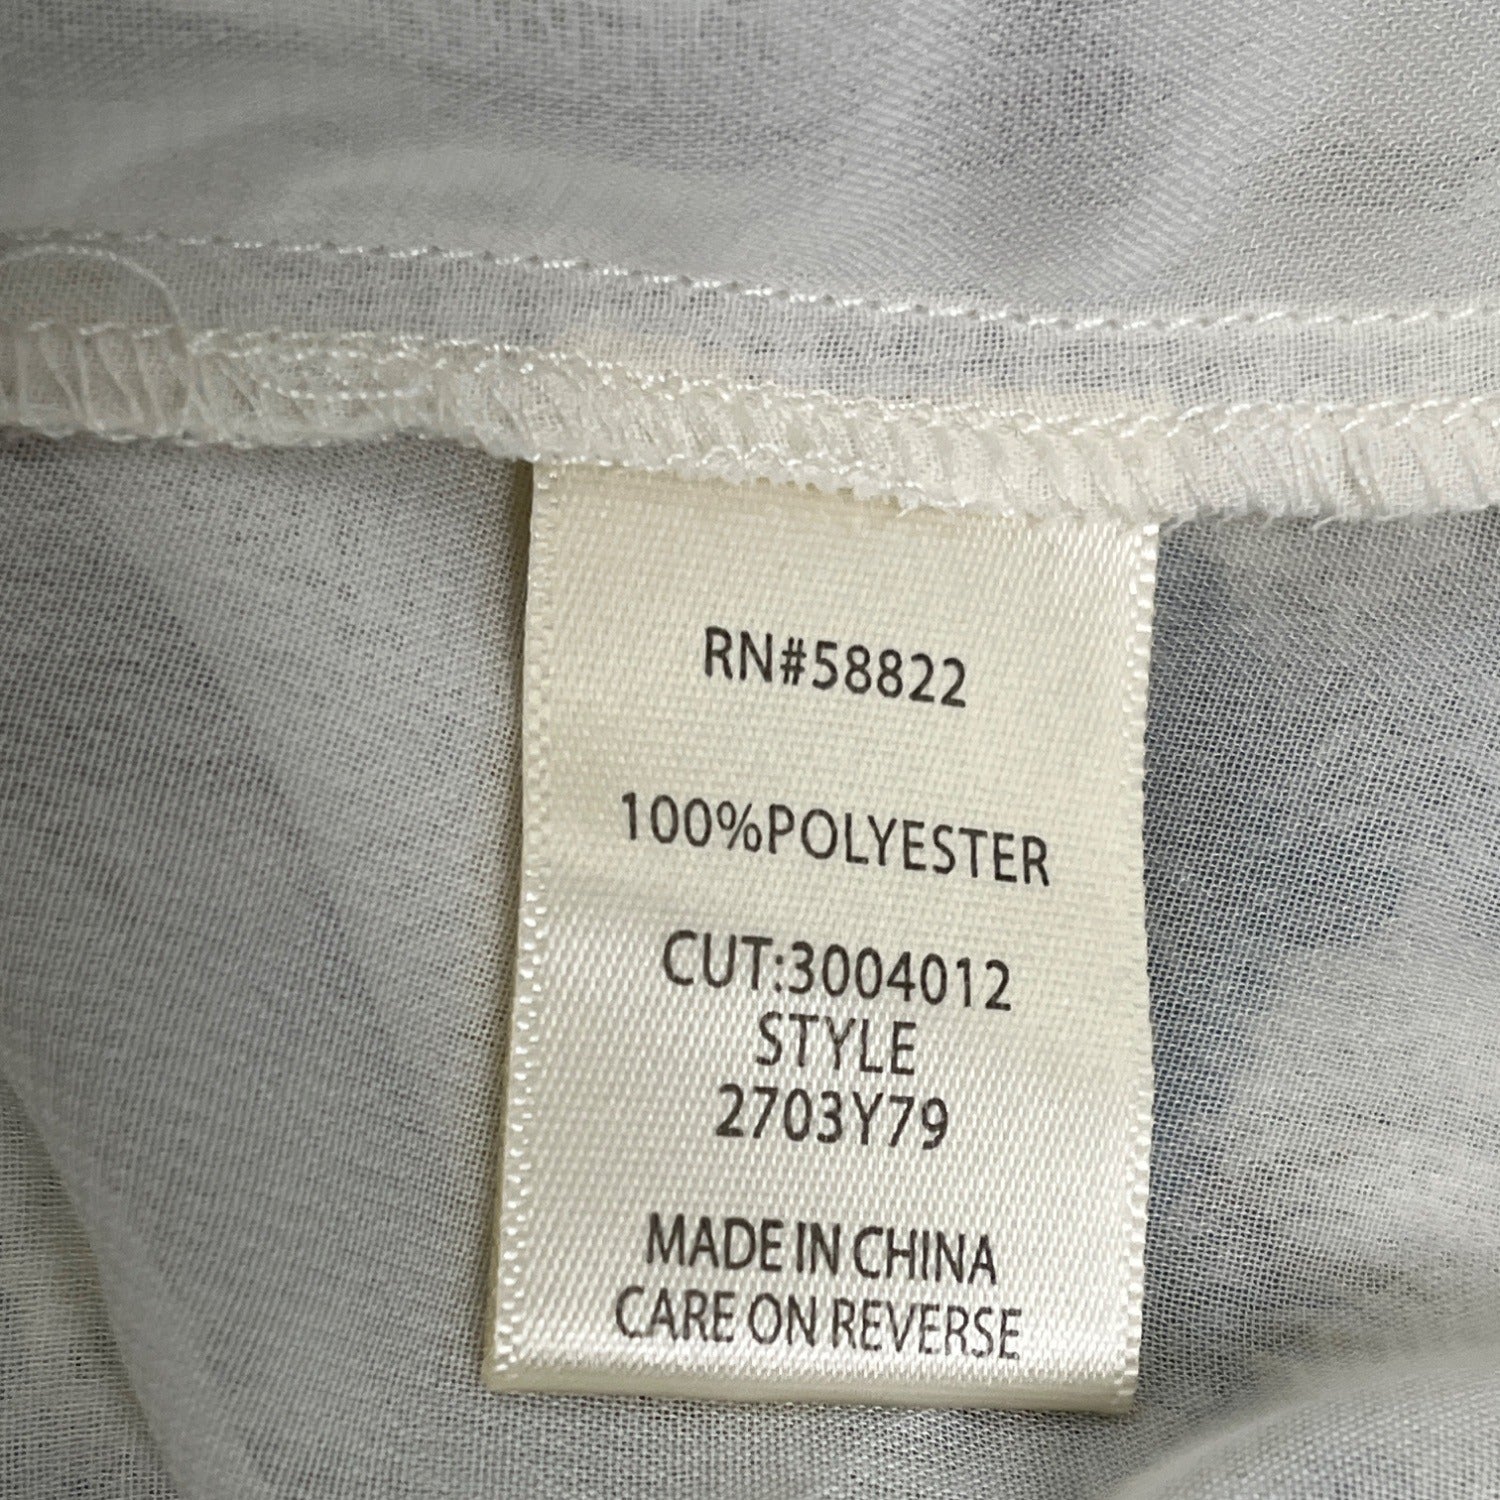 RN#58822
100%POLYESTER
CUT:3004012
STYLE
2703Y79
MADE IN CHINA
CARE ON REVERSE